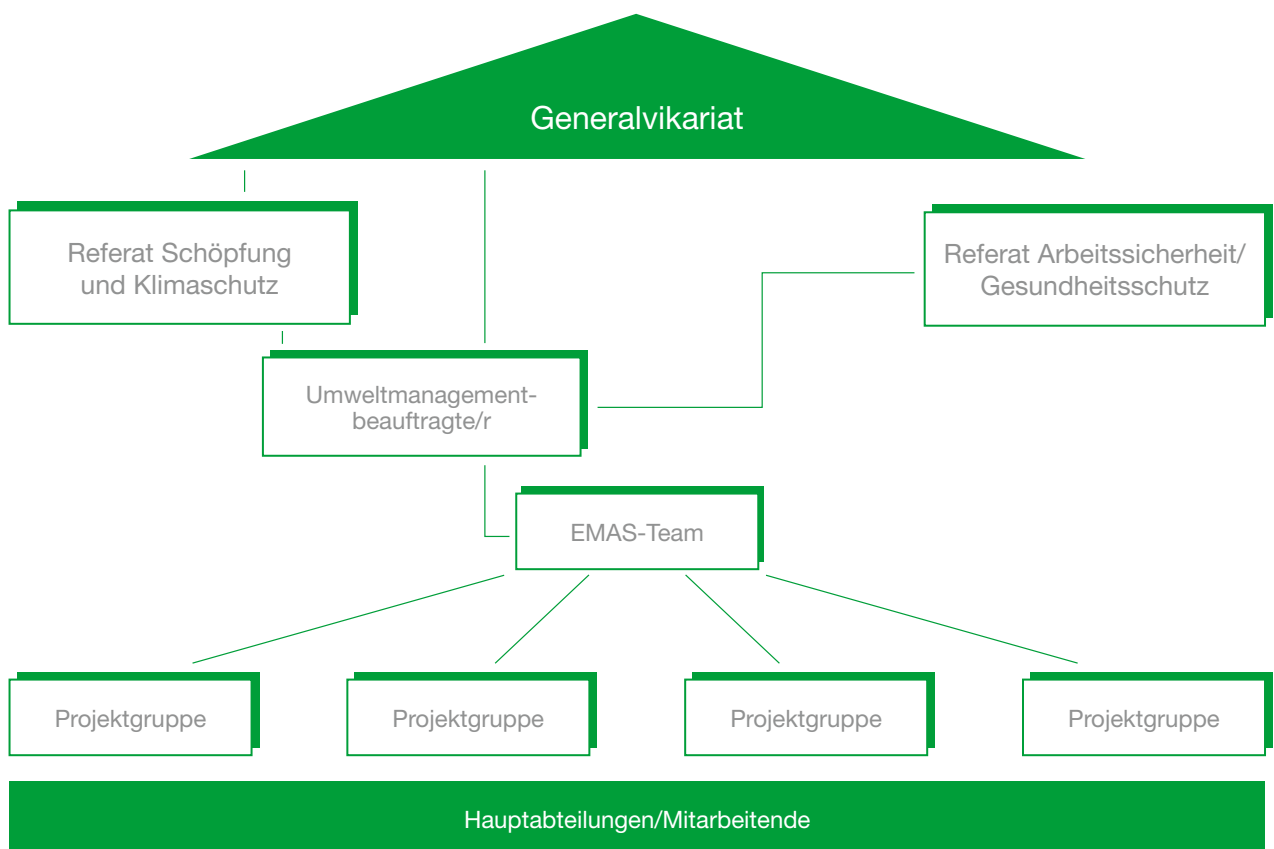 Generalvikariat
Referat Schöpfung
und Klimaschutz
Referat Arbeitssicherheit/
Gesundheitsschutz
Umweltmanagement-
beauftragte/r
EMAS-Team
Projektgruppe
Projektgruppe
Projektgruppe
Projektgruppe
Hauptabteilungen/Mitarbeitende